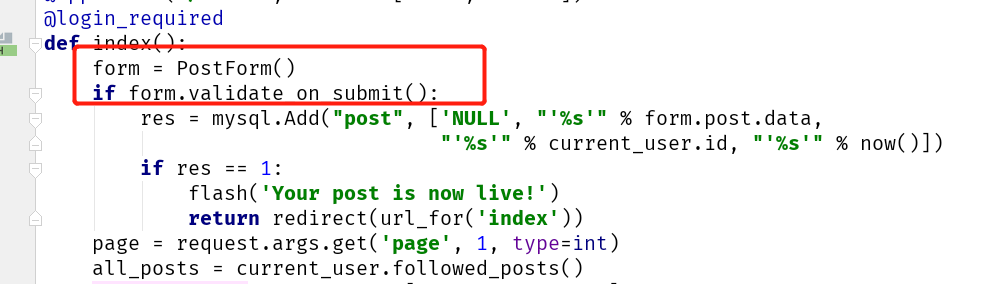 @login_required
def index():
form = PostForm()
if form.validate_on_submit():
res = mysql.Add("post", ['NULL', "'%s'" % form.post.data,
"'%s'" % current_user.id, "'%s'" % now()])
if res == 1:
flash('Your post is now live!')
return redirect(url_for('index'))
page = request.args.get('page', 1, type=int)
all_posts = current_user.followed_posts()